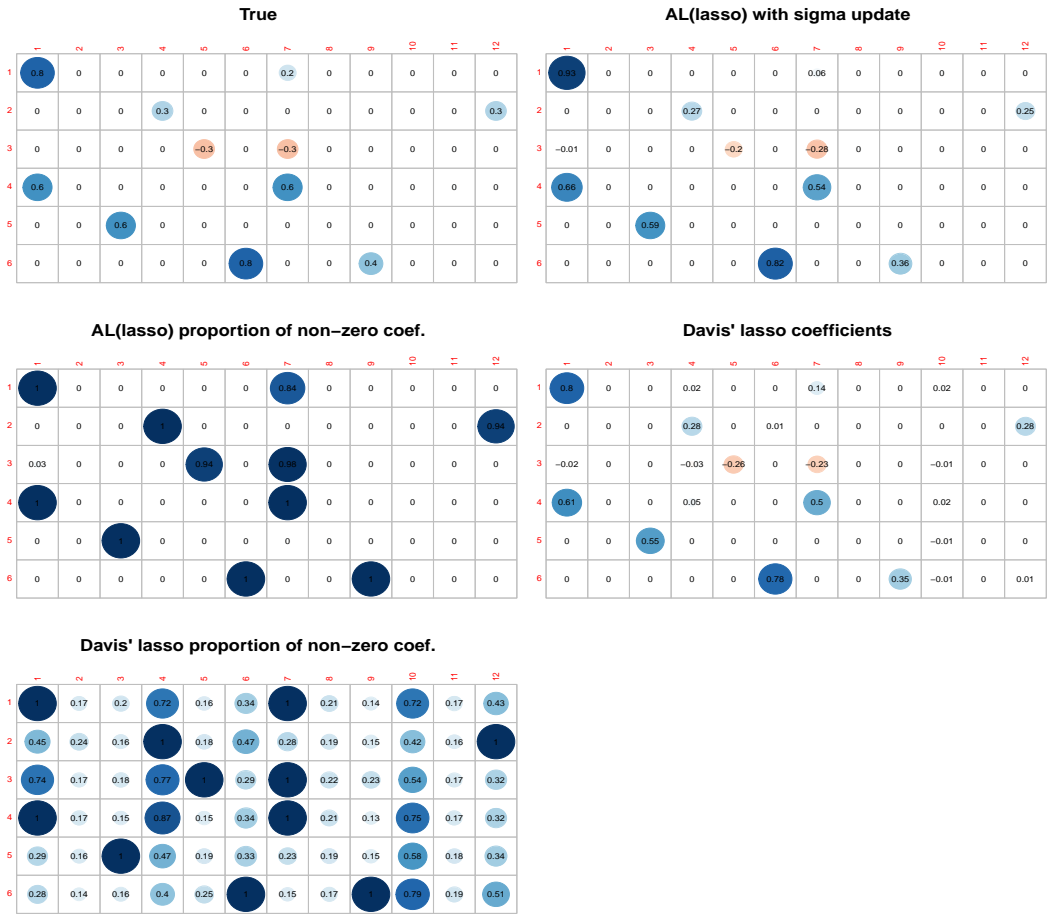 True
1 2 3 4 5 6 7 8 9 10 11 12
1 0.8 0 0 0 0 0 0.2 0 0 0 0 0
2 0 0 0 0.3 0 0 0 0 0 0 0 0.3
3 0 0 0 0 −0.3 0 −0.3 0 0 0 0 0
4 0.6 0 0 0 0 0 0.6 0 0 0 0 0
5 0 0 0.6 0 0 0 0 0 0 0 0 0
6 0 0 0 0 0 0.8 0 0 0.4 0 0 0
AL(lasso) with sigma update
1 2 3 4 5 6 7 8 9 10 11 12
1 0.93 0 0 0 0 0 0.06 0 0 0 0 0
2 0 0 0 0.27 0 0 0 0 0 0 0 0.25
3 −0.01 0 0 0 −0.2 0 −0.28 0 0 0 0 0
4 0.66 0 0 0 0 0 0.54 0 0 0 0 0
5 0 0 0.59 0 0 0 0 0 0 0 0 0
6 0 0 0 0 0 0.82 0 0 0.36 0 0 0
AL(lasso) proportion of non−zero coef.
1 2 3 4 5 6 7 8 9 10 11 12
1 1 0 0 0 0 0 0.84 0 0 0 0 0
2 0 0 0 1 0 0 0 0 0 0 0 0.94
3 0.03 0 0 0 0.94 0 0.98 0 0 0 0 0
4 1 0 0 0 0 0 1 0 0 0 0 0
5 0 0 1 0 0 0 0 0 0 0 0 0
6 0 0 0 0 0 1 0 0 1 0 0 0
Davis' lasso coefficients
1 2 3 4 5 6 7 8 9 10 11 12
1 0.8 0 0 0.02 0 0 0.14 0 0 0.02 0 0
2 0 0 0 0.28 0 0.01 0 0 0 0 0 0.28
3 −0.02 0 0 −0.03 −0.26 0 −0.23 0 0 −0.01 0 0
4 0.61 0 0 0.05 0 0 0.5 0 0 0.02 0 0
5 0 0 0.55 0 0 0 0 0 0 −0.01 0 0
6 0 0 0 0 0 0.78 0 0 0.35 −0.01 0 0.01
Davis' lasso proportion of non−zero coef.
1 2 3 4 5 6 7 8 9 10 11 12
1 1 0.17 0.2 0.72 0.16 0.34 1 0.21 0.14 0.72 0.17 0.43
2 0.45 0.24 0.16 1 0.18 0.47 0.28 0.19 0.15 0.42 0.16 1
3 0.74 0.17 0.18 0.77 1 0.29 1 0.22 0.23 0.54 0.17 0.32
4 1 0.17 0.15 0.87 0.15 0.34 1 0.21 0.13 0.75 0.17 0.32
5 0.29 0.16 1 0.47 0.19 0.33 0.23 0.19 0.15 0.58 0.18 0.34
6 0.28 0.14 0.16 0.4 0.25 1 0.15 0.17 1 0.79 0.19 0.51